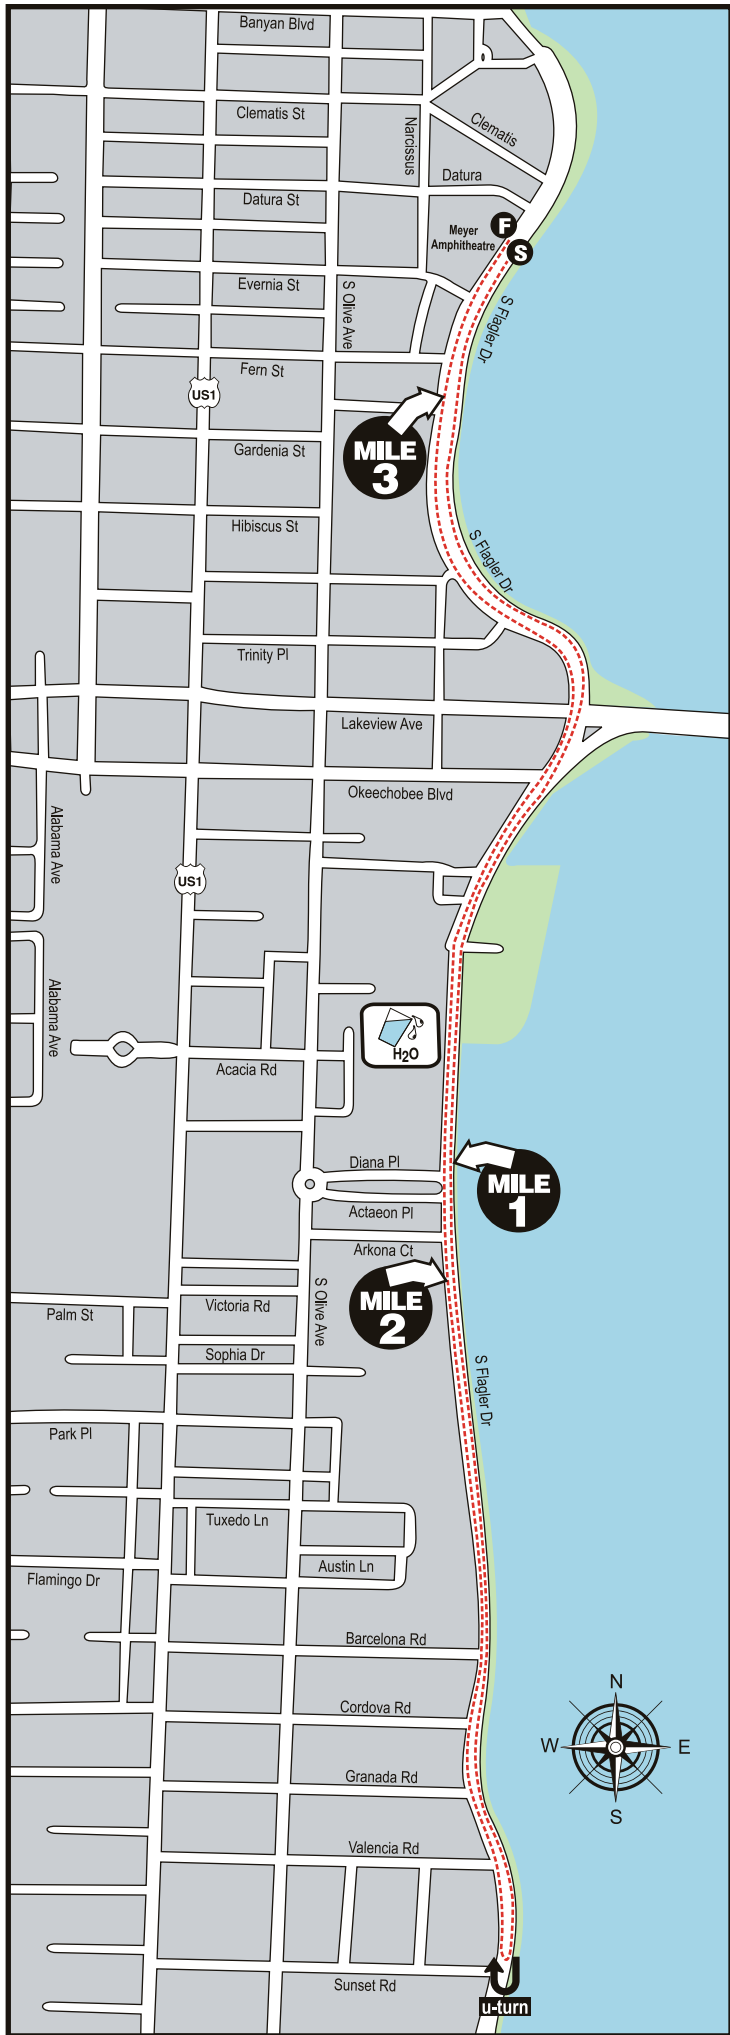 Banyan Blvd
Clematis St
Narcissus
Clematis
Datura
Datura St
Meyer
Amphitheatre
F
S
Evernia St
S Olive Ave
S Flagler Dr
Fern St
US1
MILE
3
Gardenia St
Hibiscus St
S Flagler Dr
Trinity Pl
Lakeview Ave
Okeechobee Blvd
Alabama Ave
US1
Alabama Ave
H2O
Acacia Rd
Diana Pl
MILE
1
Actaeon Pl
Arkona Ct
MILE
2
Victoria Rd
S Olive Ave
Palm St
Sophia Dr
S Flagler Dr
Park Pl
Tuxedo Ln
Austin Ln
Flamingo Dr
Barcelona Rd
N
Cordova Rd
W
E
Granada Rd
S
Valencia Rd
Sunset Rd
u-turn